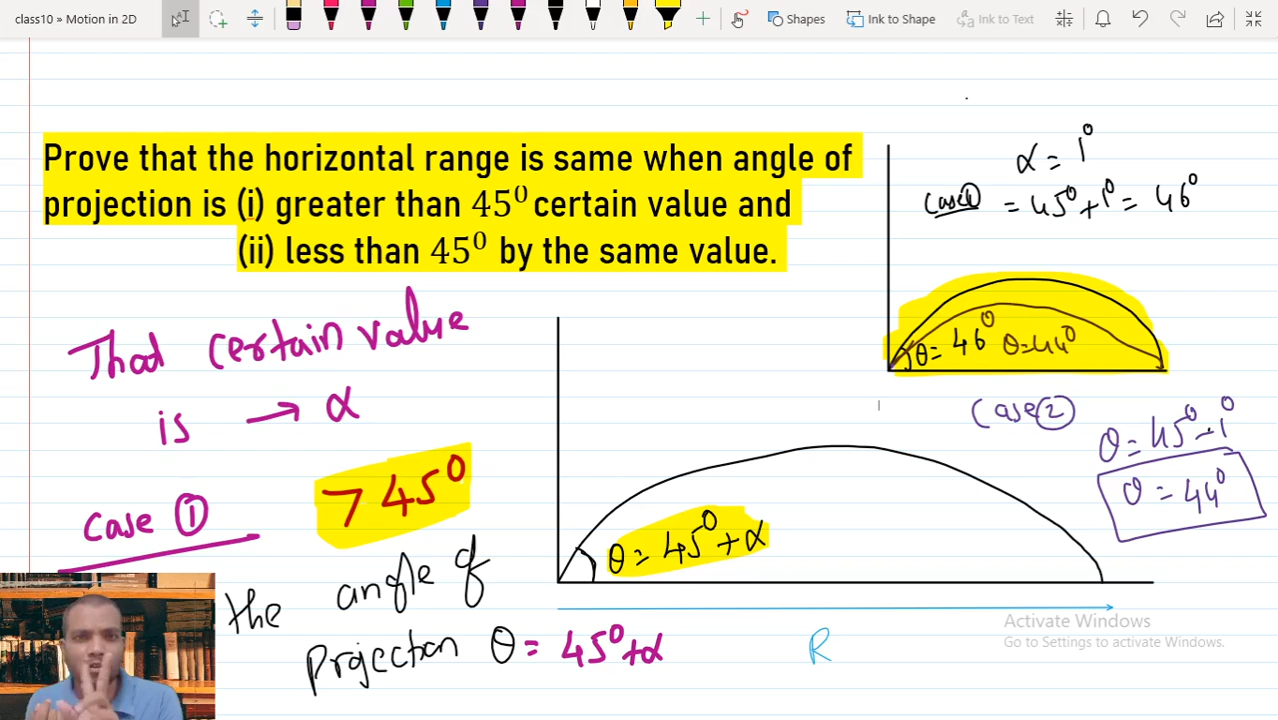 class10 » Motion in 2D
Shapes
Ink to Shape
Ink to Text
Prove that the horizontal range is same when angle of
projection is (i) greater than 45⁰ certain value and
(ii) less than 45⁰ by the same value.
α = 1⁰
Case① = 45⁰+1⁰ = 46⁰
θ = 46⁰ θ=44⁰
Case ②
θ = 45⁰-1⁰
θ = 44⁰
That certain value
is → α
> 45⁰
Case ①
θ = 45⁰+α
the angle of
projection θ = 45⁰+α
R
Activate Windows
Go to Settings to activate Windows.